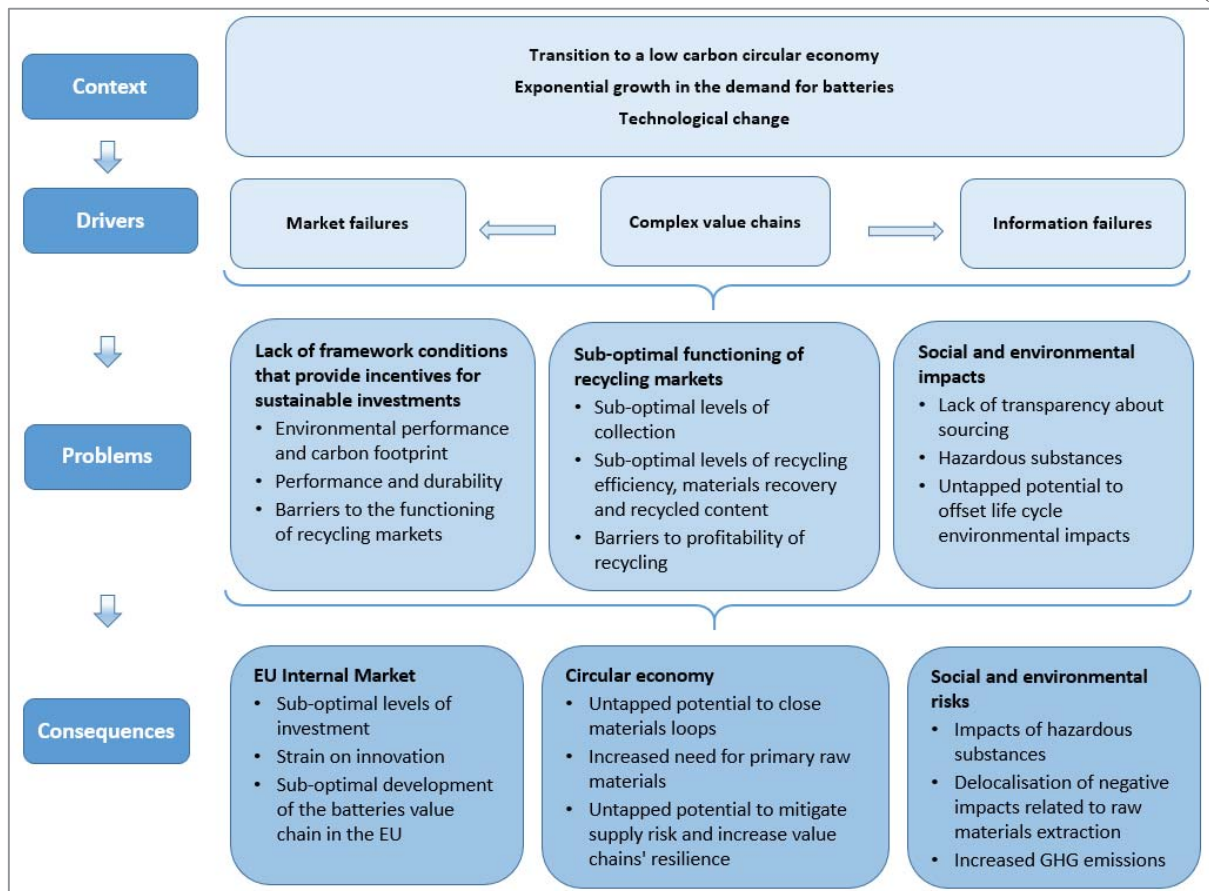 Context
Transition to a low carbon circular economy
Exponential growth in the demand for batteries
Technological change
Drivers
Market failures
Complex value chains
Information failures
Problems
Lack of framework conditions
that provide incentives for
sustainable investments
• Environmental performance
and carbon footprint
• Performance and durability
• Barriers to the functioning
of recycling markets
Sub-optimal functioning of
recycling markets
• Sub-optimal levels of
collection
• Sub-optimal levels of recycling
efficiency, materials recovery
and recycled content
• Barriers to profitability of
recycling
Social and environmental
impacts
• Lack of transparency about
sourcing
• Hazardous substances
• Untapped potential to
offset life cycle
environmental impacts
Consequences
EU Internal Market
• Sub-optimal levels of
investment
• Strain on innovation
• Sub-optimal development
of the batteries value
chain in the EU
Circular economy
• Untapped potential to close
materials loops
• Increased need for primary raw
materials
• Untapped potential to mitigate
supply risk and increase value
chains' resilience
Social and environmental
risks
• Impacts of hazardous
substances
• Delocalisation of negative
impacts related to raw
materials extraction
• Increased GHG emissions